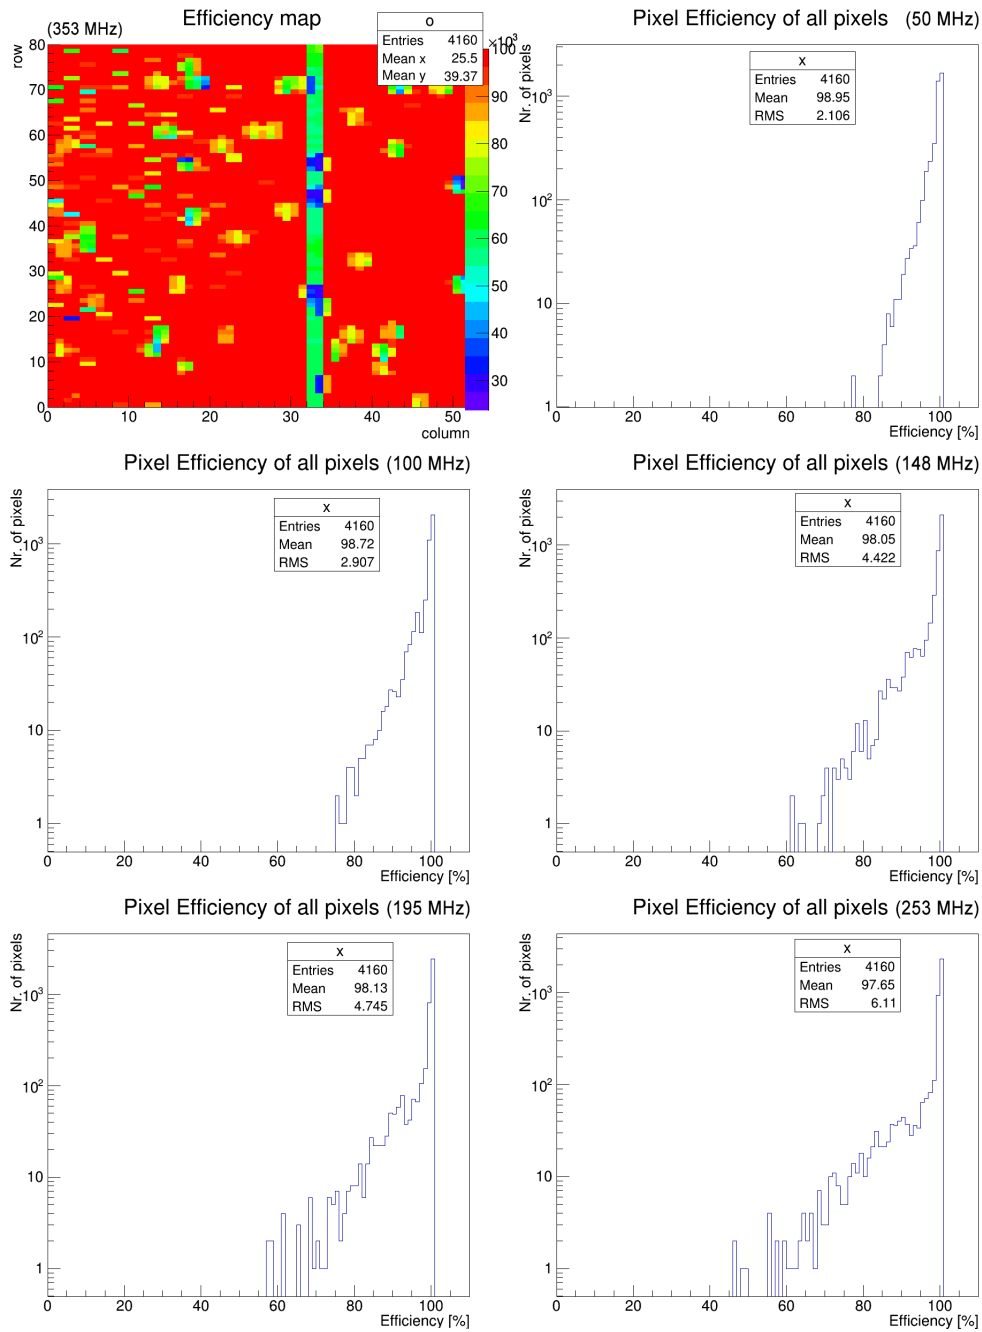 (353 MHz)
Efficiency map
o
Entries 4160
Mean x 25.5
Mean y 39.37
×10³
row
80
70
60
50
40
30
20
10
0
0 10 20 30 40 50
column
100
90
80
70
60
50
40
30
Pixel Efficiency of all pixels (50 MHz)
Nr. of pixels
x
Entries 4160
Mean 98.95
RMS 2.106
10³
10²
10
1
0 20 40 60 80 100
Efficiency [%]
Pixel Efficiency of all pixels (100 MHz)
Nr. of pixels
x
Entries 4160
Mean 98.72
RMS 2.907
10³
10²
10
1
0 20 40 60 80 100
Efficiency [%]
Pixel Efficiency of all pixels (148 MHz)
Nr. of pixels
x
Entries 4160
Mean 98.05
RMS 4.422
10³
10²
10
1
0 20 40 60 80 100
Efficiency [%]
Pixel Efficiency of all pixels (195 MHz)
Nr. of pixels
x
Entries 4160
Mean 98.13
RMS 4.745
10³
10²
10
1
0 20 40 60 80 100
Efficiency [%]
Pixel Efficiency of all pixels (253 MHz)
Nr. of pixels
x
Entries 4160
Mean 97.65
RMS 6.11
10³
10²
10
1
0 20 40 60 80 100
Efficiency [%]